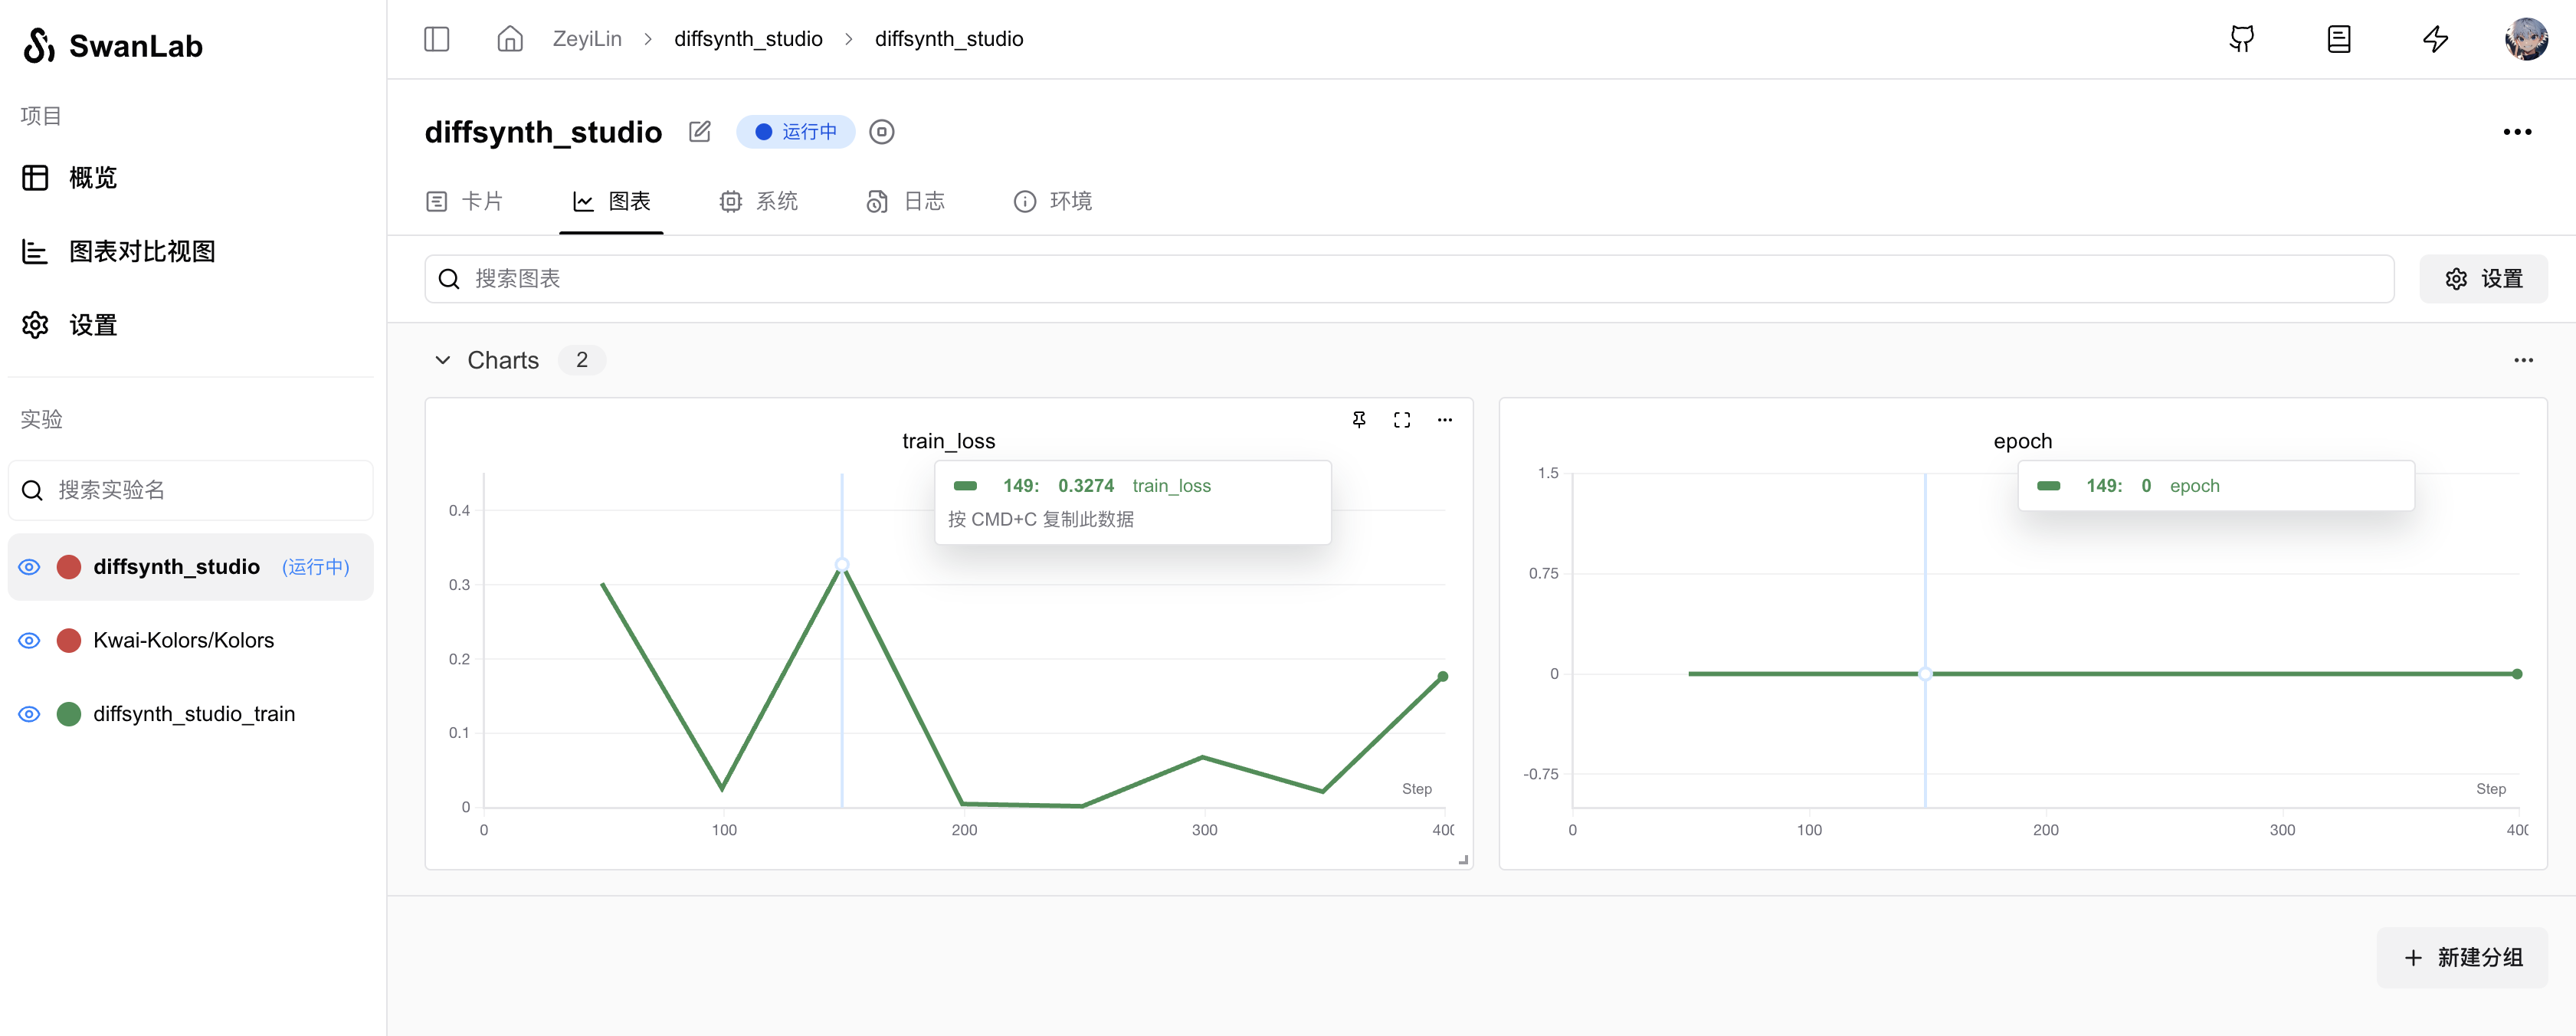 SwanLab
项目
概览
图表对比视图
设置
实验
搜索实验名
diffsynth_studio (运行中)
Kwai-Kolors/Kolors
diffsynth_studio_train
ZeyiLin > diffsynth_studio > diffsynth_studio
diffsynth_studio 运行中
卡片 图表 系统 日志 环境
搜索图表 设置
Charts 2
train_loss
149: 0.3274 train_loss
按 CMD+C 复制此数据
0.4
0.3
0.2
0.1
0
Step
0 100 200 300 400
epoch
149: 0 epoch
1.5
0.75
0
-0.75
Step
0 100 200 300 400
新建分组